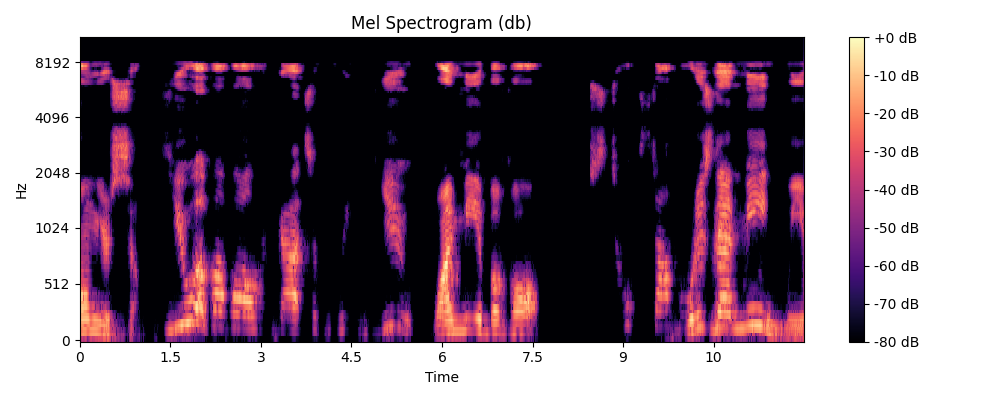 Mel Spectrogram (db)
Hz
8192
4096
2048
1024
512
0
0 1.5 3 4.5 6 7.5 9 10
Time
+0 dB
-10 dB
-20 dB
-30 dB
-40 dB
-50 dB
-60 dB
-70 dB
-80 dB